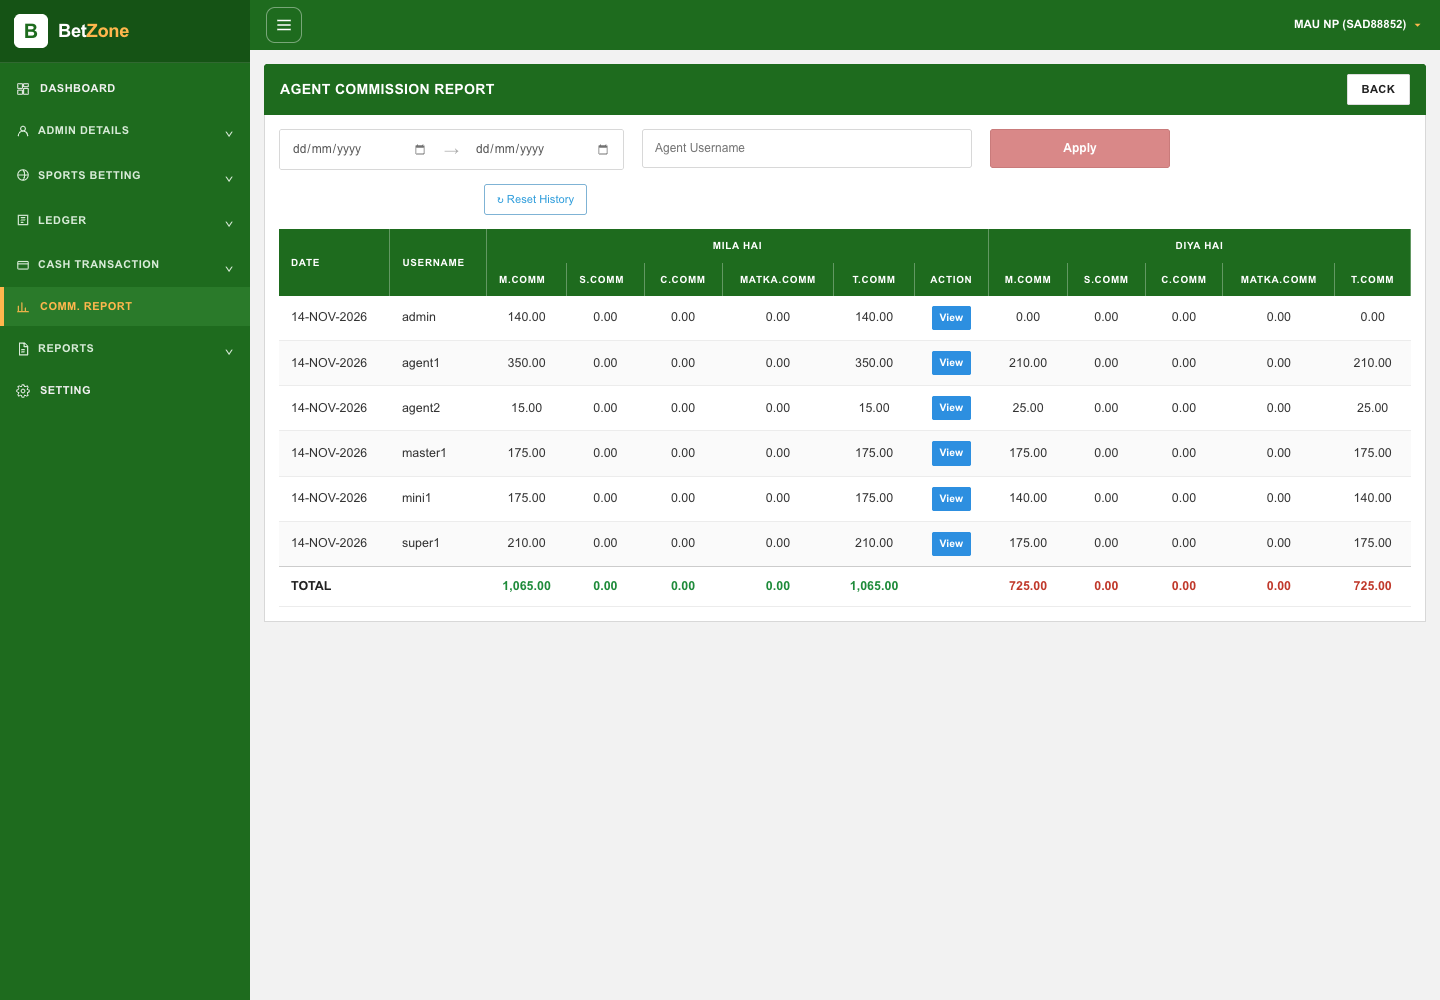 B BetZone
MAU NP (SAD88852)
DASHBOARD
ADMIN DETAILS
SPORTS BETTING
LEDGER
CASH TRANSACTION
COMM. REPORT
REPORTS
SETTING
AGENT COMMISSION REPORT BACK
dd/mm/yyyy → dd/mm/yyyy Agent Username Apply
↻ Reset History
MILA HAI DIYA HAI
DATE USERNAME
M.COMM S.COMM C.COMM MATKA.COMM T.COMM ACTION M.COMM S.COMM C.COMM MATKA.COMM T.COMM
14-NOV-2026 admin 140.00 0.00 0.00 0.00 140.00 View 0.00 0.00 0.00 0.00 0.00
14-NOV-2026 agent1 350.00 0.00 0.00 0.00 350.00 View 210.00 0.00 0.00 0.00 210.00
14-NOV-2026 agent2 15.00 0.00 0.00 0.00 15.00 View 25.00 0.00 0.00 0.00 25.00
14-NOV-2026 master1 175.00 0.00 0.00 0.00 175.00 View 175.00 0.00 0.00 0.00 175.00
14-NOV-2026 mini1 175.00 0.00 0.00 0.00 175.00 View 140.00 0.00 0.00 0.00 140.00
14-NOV-2026 super1 210.00 0.00 0.00 0.00 210.00 View 175.00 0.00 0.00 0.00 175.00
TOTAL 1,065.00 0.00 0.00 0.00 1,065.00 725.00 0.00 0.00 0.00 725.00